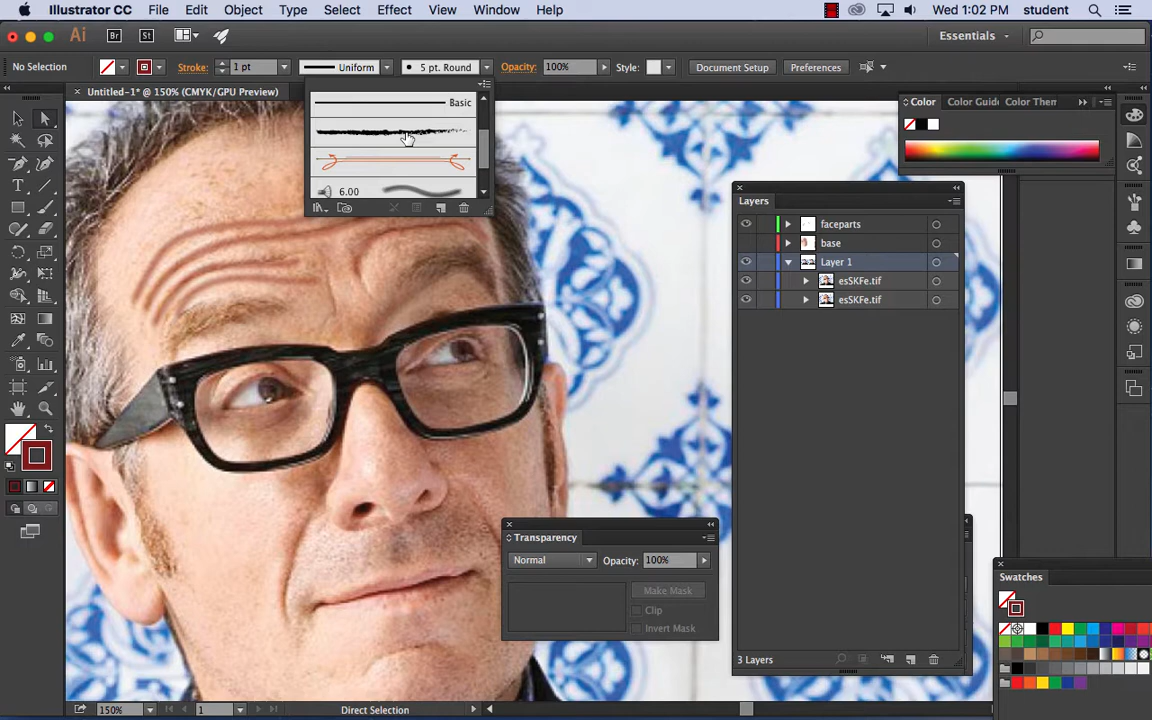 Illustrator CC File Edit Object Type Select Effect View Window Help Wed 1:02 PM student
Ai Br St Essentials
No Selection Stroke: 1 pt Uniform 5 pt. Round Opacity: 100% Style: Document Setup Preferences
× Untitled-1* @ 150% (CMYK/GPU Preview)
Basic
6.00
Color Color Guide Color Them
Layers
faceparts
base
Layer 1
esSKFe.tif
esSKFe.tif
3 Layers
Transparency
Normal Opacity: 100%
Make Mask
Clip
Invert Mask
Swatches
150% 1 Direct Selection